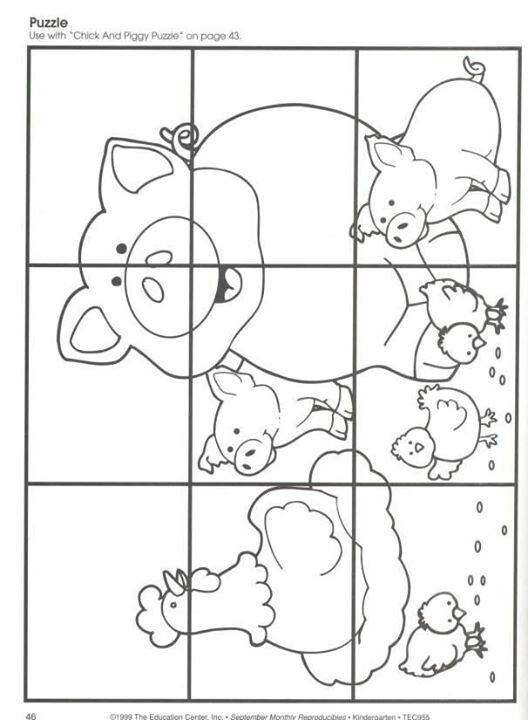 Puzzle
Use with "Chick And Piggy Puzzle" on page 43.
46 ©1999 The Education Center, Inc. • September Monthly Reproducibles • Kindergarten • TEC955